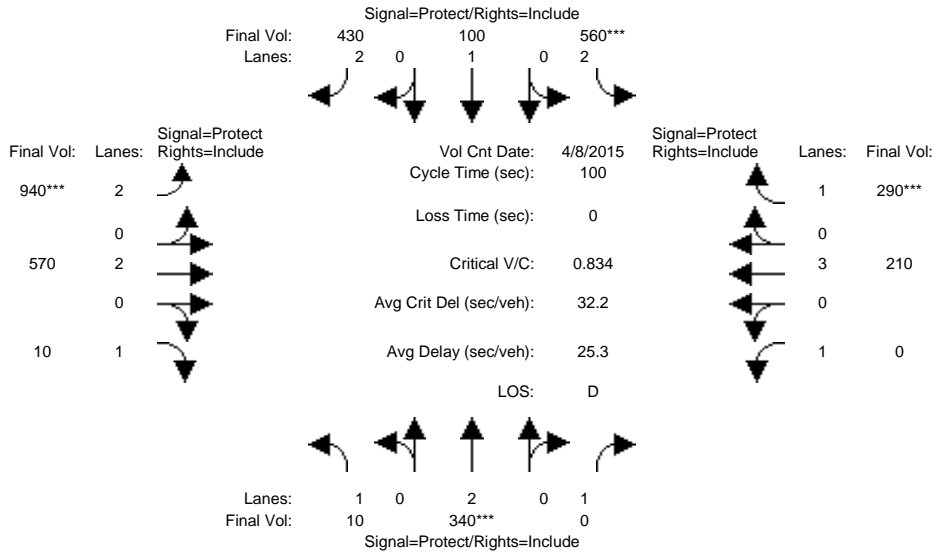 Signal=Protect/Rights=Include
Final Vol: 430 100 560***
Lanes: 2 0 1 0 2
Signal=Protect
Final Vol: Lanes: Rights=Include
Vol Cnt Date: 4/8/2015
Signal=Protect
Rights=Include Lanes: Final Vol:
Cycle Time (sec): 100
940*** 2
1 290***
Loss Time (sec): 0
0
0
570 2
Critical V/C: 0.834
3 210
0
Avg Crit Del (sec/veh): 32.2
0
10 1
Avg Delay (sec/veh): 25.3
1 0
LOS: D
Lanes: 1 0 2 0 1
Final Vol: 10 340*** 0
Signal=Protect/Rights=Include